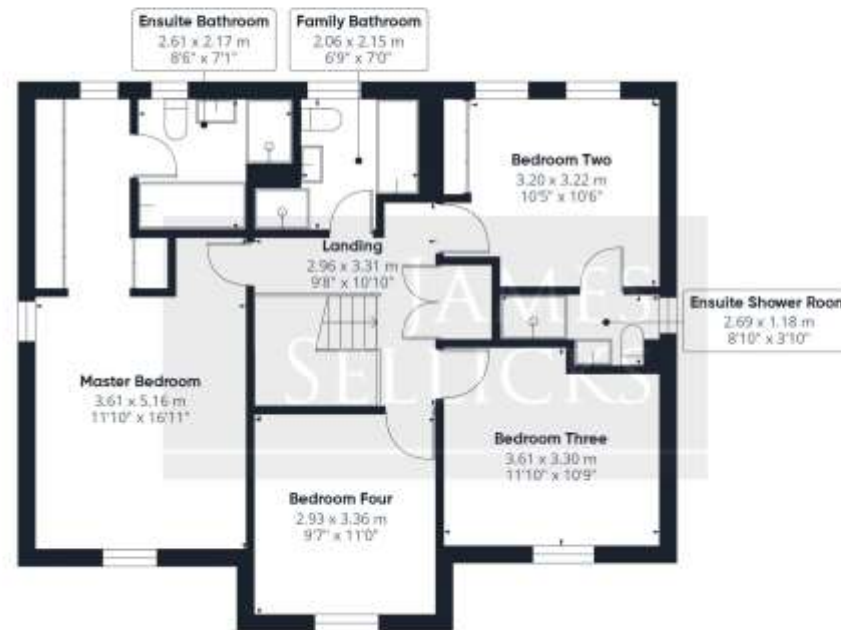 Ensuite Bathroom
2.61 x 2.17 m
8'6" x 7'1"
Family Bathroom
2.06 x 2.15 m
6'9" x 7'0"
Bedroom Two
3.20 x 3.22 m
10'5" x 10'6"
Landing
2.96 x 3.31 m
9'8" x 10'10"
JAMES
SELLICKS
Ensuite Shower Room
2.69 x 1.18 m
8'10" x 3'10"
Master Bedroom
3.61 x 5.16 m
11'10" x 16'11"
Bedroom Three
3.61 x 3.30 m
11'10" x 10'9"
Bedroom Four
2.93 x 3.36 m
9'7" x 11'0"